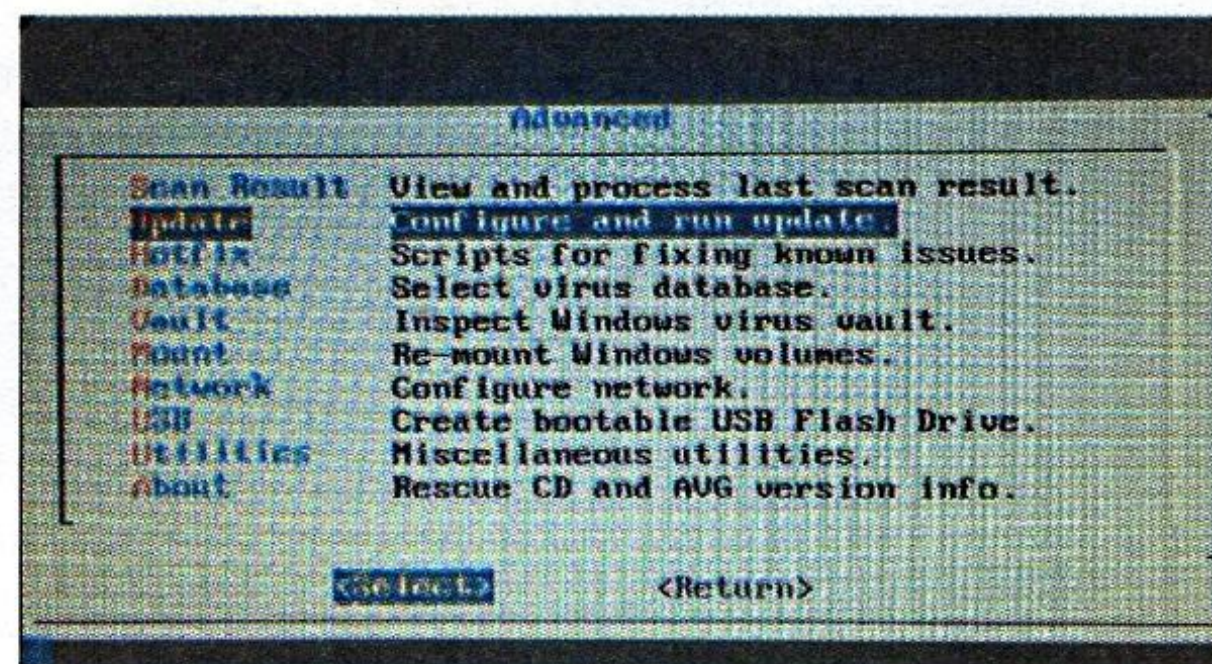 Advanced
Scan Result View and process last scan result.
Update Configure and run update.
Hotfix Scripts for fixing known issues.
Database Select virus database.
Vault Inspect Windows virus vault.
Mount Re-mount Windows volumes.
Network Configure network.
USB Create bootable USB Flash Drive.
Utilities Miscellaneous utilities.
About Rescue CD and AVG version info.
<Select> <Return>